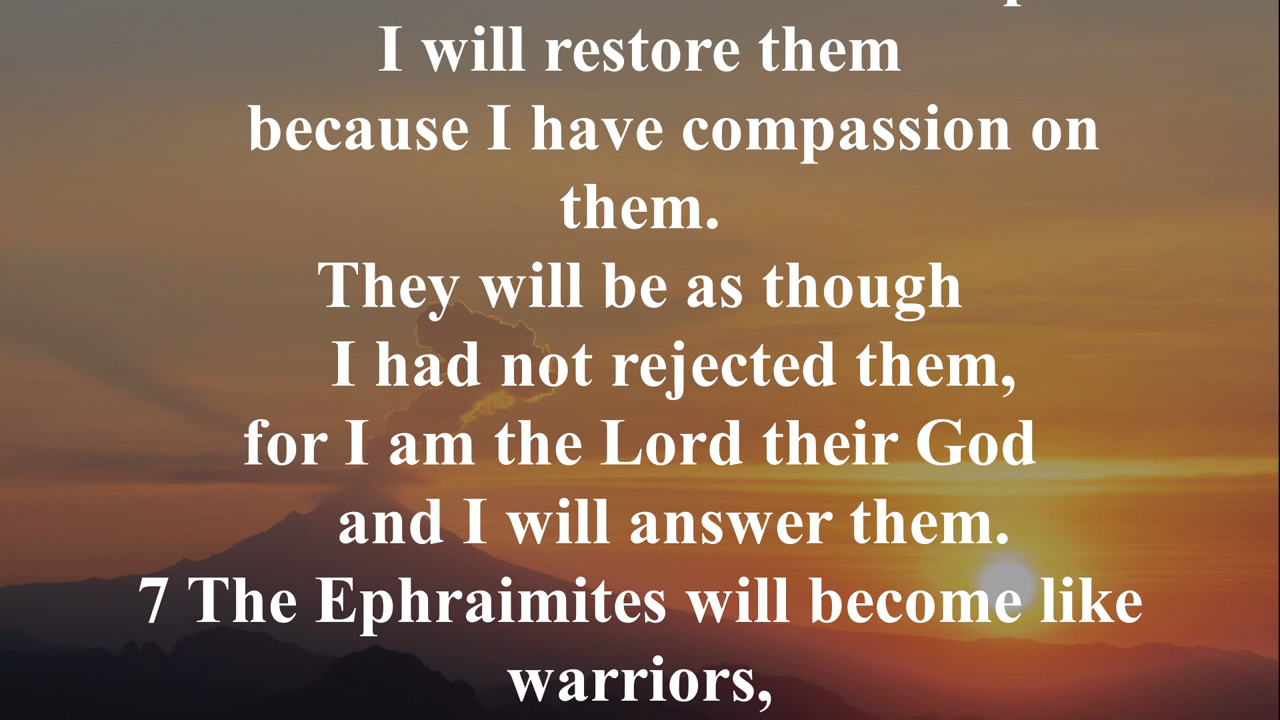 I will restore them
because I have compassion on
them.
They will be as though
I had not rejected them,
for I am the Lord their God
and I will answer them.
7 The Ephraimites will become like
warriors,